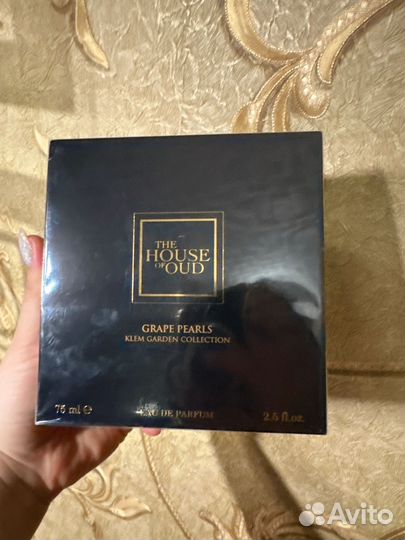 THE
HOUSE
OF OUD
GRAPE PEARLS
KLEM GARDEN COLLECTION
75 ml e
EAU DE PARFUM
2.5 fl.oz.
Avito